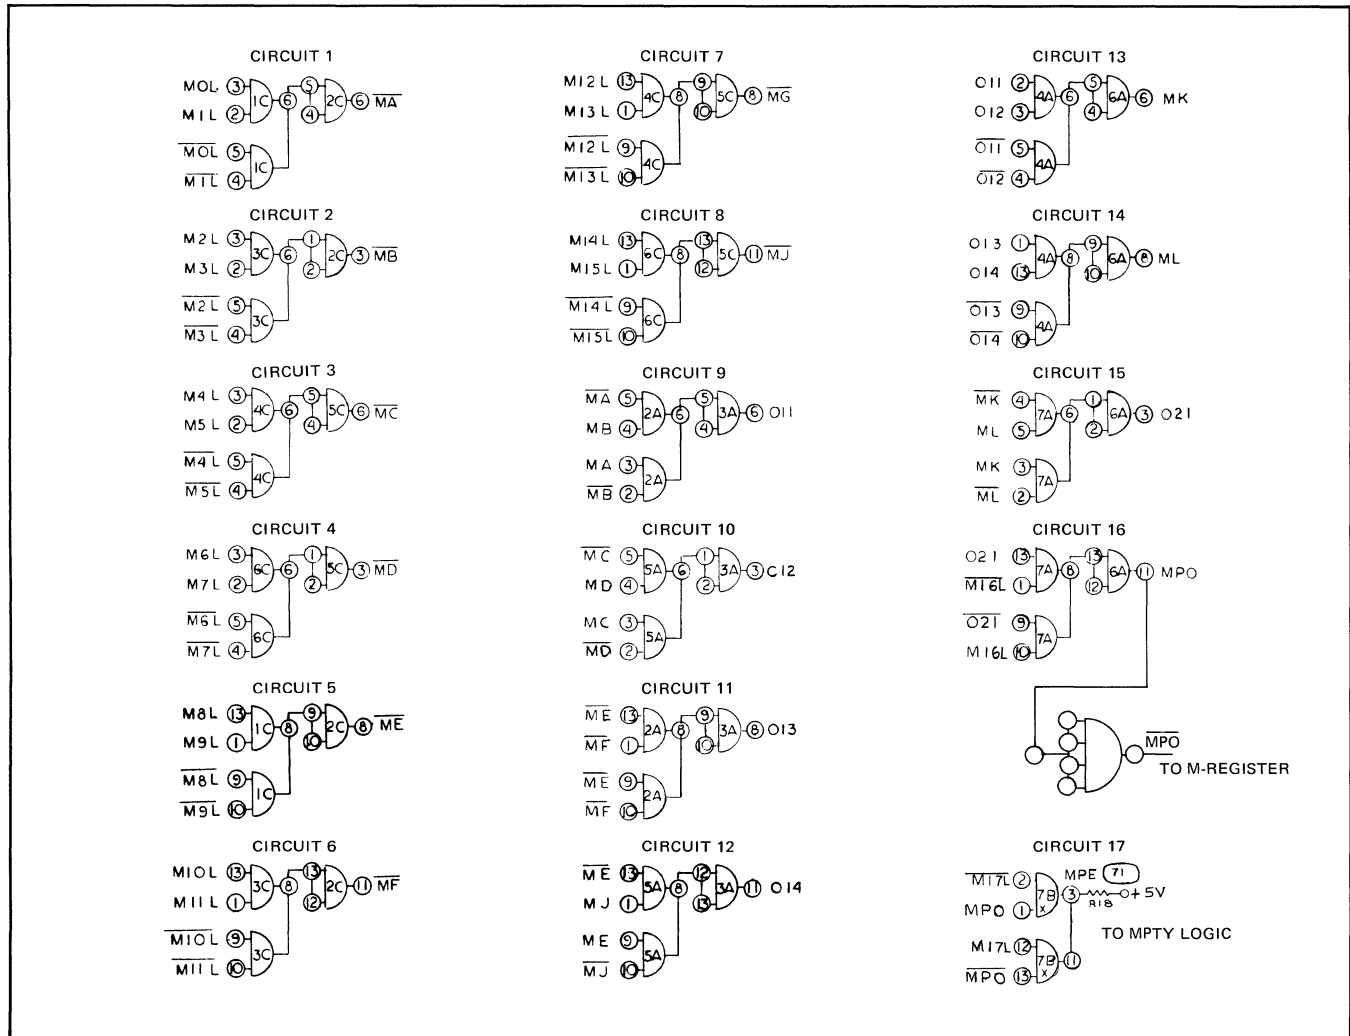 CIRCUIT 1
M0L 3 1C 6 5 2C 6 MA
M1L 2 4
M0L 5 1C
M1L 4
CIRCUIT 2
M2L 3 3C 6 1 2C 3 MB
M3L 2 2
M2L 5 3C
M3L 4
CIRCUIT 3
M4L 3 4C 6 5 5C 6 MC
M5L 2 4
M4L 5 4C
M5L 4
CIRCUIT 4
M6L 3 6C 6 1 5C 3 MD
M7L 2 2
M6L 5 6C
M7L 4
CIRCUIT 5
M8L 13 1C 8 9 2C 8 ME
M9L 1 10
M8L 9 1C
M9L 10
CIRCUIT 6
M10L 13 3C 8 13 2C 11 MF
M11L 1 12
M10L 9 3C
M11L 10
CIRCUIT 7
M12L 13 4C 8 9 5C 8 MG
M13L 1 10
M12L 9 4C
M13L 10
CIRCUIT 8
M14L 13 6C 8 13 5C 11 MJ
M15L 1 12
M14L 9 6C
M15L 10
CIRCUIT 9
MA 5 2A 6 5 3A 6 O11
MB 4 4
MA 3 2A
MB 2
CIRCUIT 10
MC 5 5A 6 1 3A 3 C12
MD 4 2
MC 3 5A
MD 2
CIRCUIT 11
ME 13 2A 8 9 3A 8 O13
MF 1 10
ME 9 2A
MF 10
CIRCUIT 12
ME 13 5A 8 12 3A 11 O14
MJ 1 13
ME 9 5A
MJ 10
CIRCUIT 13
O11 2 4A 6 5 6A 6 MK
O12 3 4
O11 5 4A
O12 4
CIRCUIT 14
O13 1 4A 8 9 6A 8 ML
O14 13 10
O13 9 4A
O14 10
CIRCUIT 15
MK 4 7A 6 1 6A 3 O21
ML 5 2
MK 3 7A
ML 2
CIRCUIT 16
O21 13 7A 8 13 6A 11 MPO
M16L 1 12
O21 9 7A
M16L 10
MPO
TO M-REGISTER
CIRCUIT 17
MPE 71
M17L 2 7B 3 R18 +5V
MPO 1 X
TO MPTY LOGIC
M17L 12 7B 11
MPO 13 X